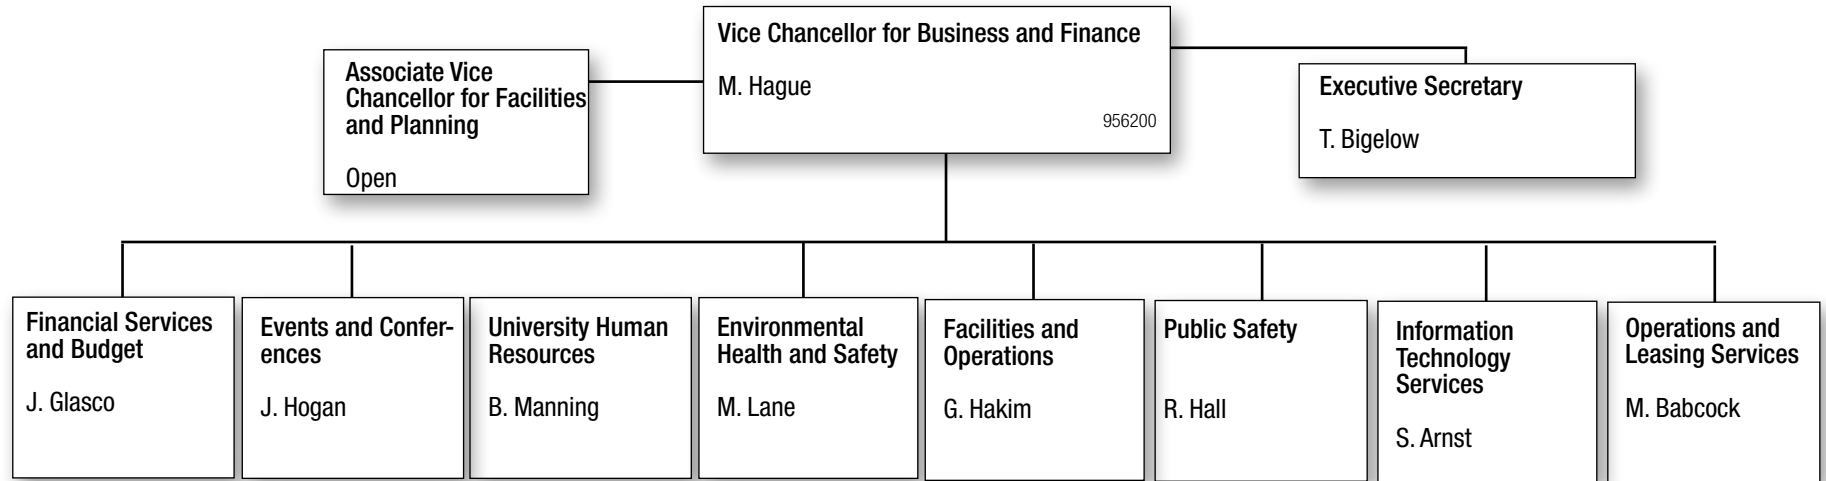 Vice Chancellor for Business and Finance
M. Hague
956200
Associate Vice
Chancellor for Facilities
and Planning
Open
Executive Secretary
T. Bigelow
Financial Services
and Budget
J. Glasco
Events and Confer-
ences
J. Hogan
University Human
Resources
B. Manning
Environmental
Health and Safety
M. Lane
Facilities and
Operations
G. Hakim
Public Safety
R. Hall
Information
Technology
Services
S. Arnst
Operations and
Leasing Services
M. Babcock